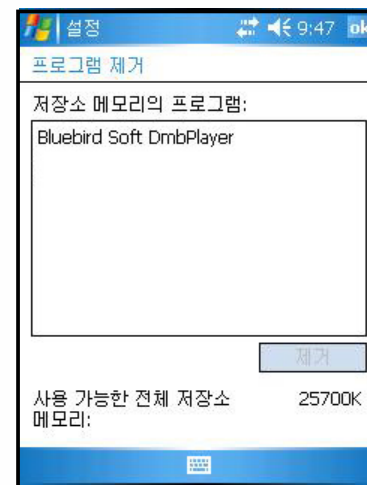 설정 9:47 ok
프로그램 제거
저장소 메모리의 프로그램:
Bluebird Soft DmbPlayer
제거
사용 가능한 전체 저장소 25700K
메모리: